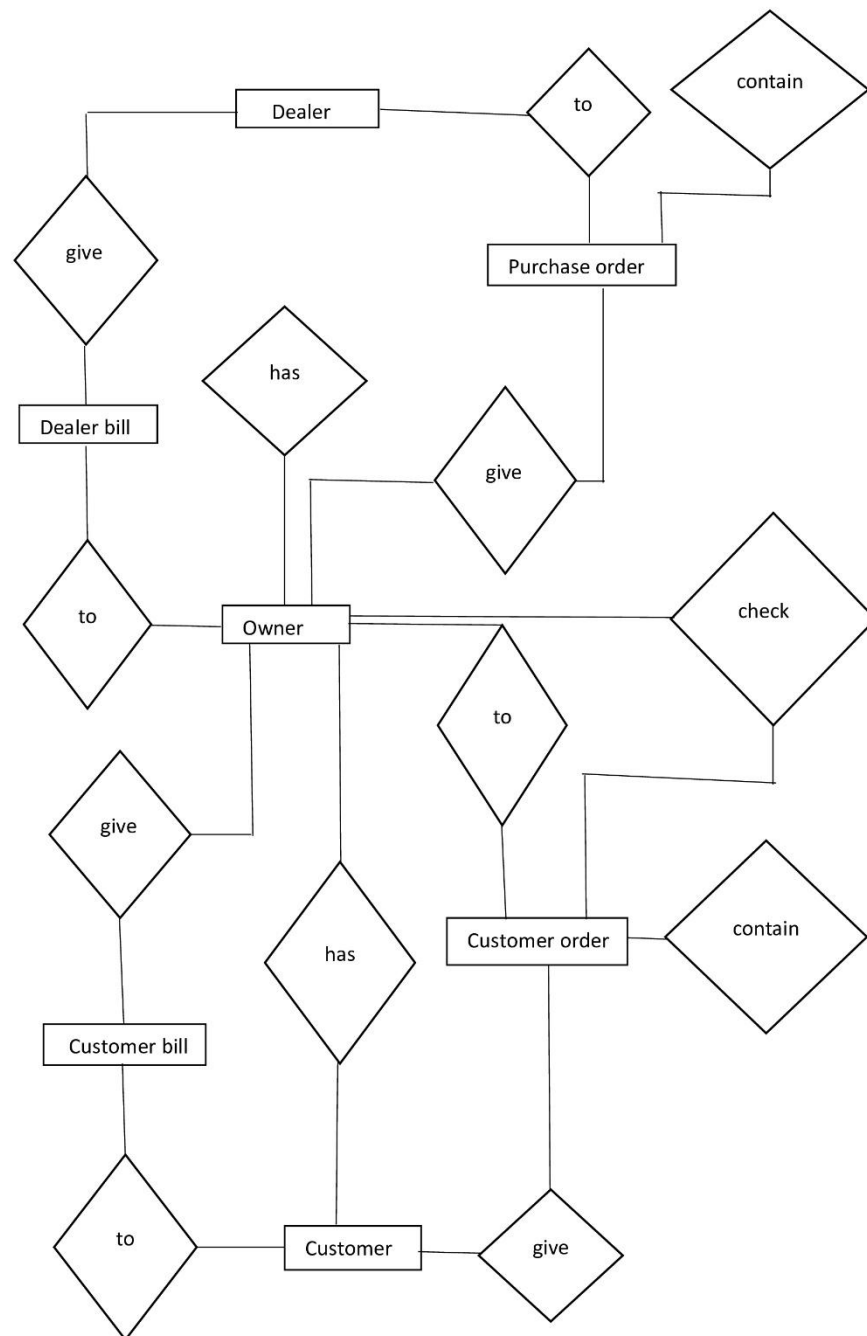 contain
Dealer
to
give
Purchase order
has
Dealer bill
give
to
Owner
check
to
give
Customer order
contain
has
Customer bill
to
Customer
give